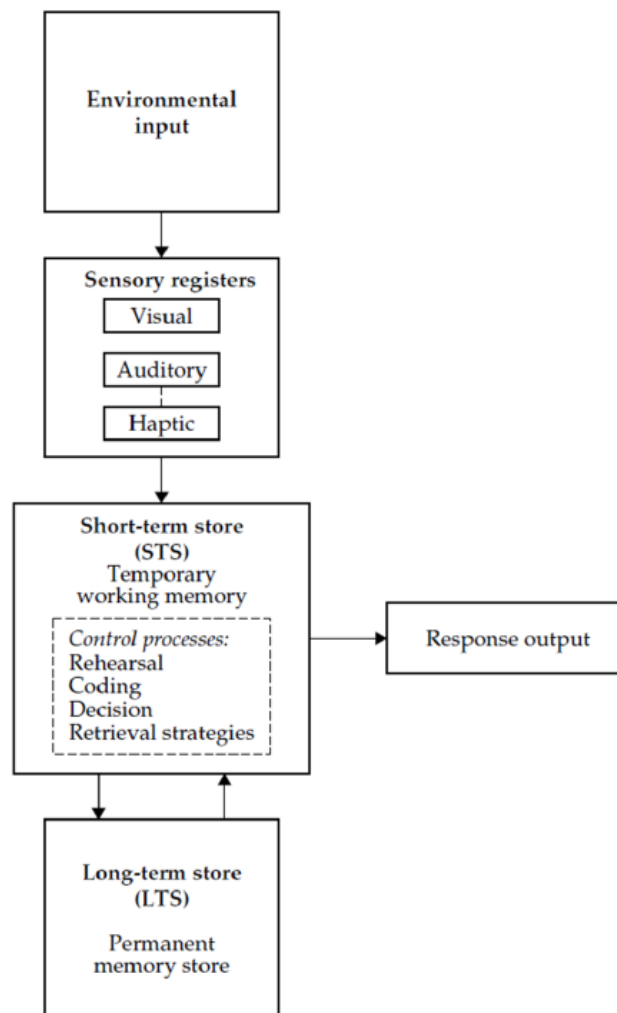 Environmental
input
Sensory registers
Visual
Auditory
Haptic
Short-term store
(STS)
Temporary
working memory
Control processes:
Rehearsal
Coding
Decision
Retrieval strategies
Response output
Long-term store
(LTS)
Permanent
memory store